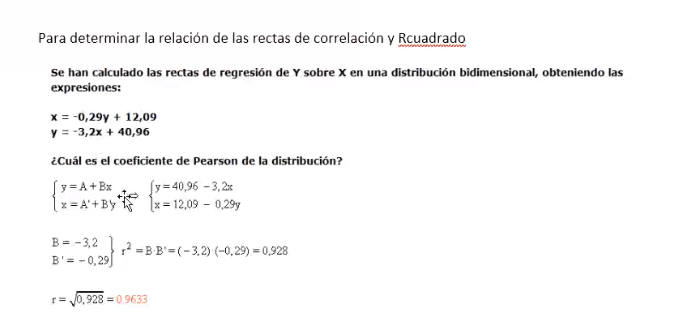 Para determinar la relación de las rectas de correlación y Rcuadrado
Se han calculado las rectas de regresión de Y sobre X en una distribución bidimensional, obteniendo las
expresiones:
x = -0,29y + 12,09
y = -3,2x + 40,96
¿Cuál es el coeficiente de Pearson de la distribución?
{ y = A + Bx ⇔ { y = 40,96 - 3,2x
{ x = A' + B'y { x = 12,09 - 0,29y
B = -3,2
B' = -0,29 } r² = B·B' = (-3,2)·(-0,29) = 0,928
r = √0,928 = 0.9633